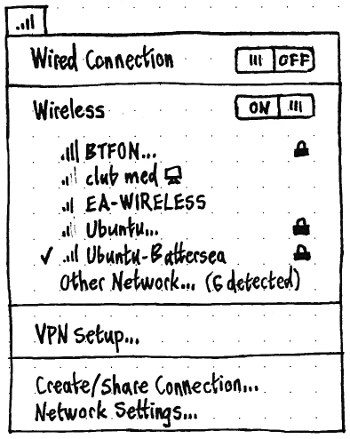 Wired Connection OFF
Wireless ON
BTFON...
club med
EA-WIRELESS
Ubuntu...
Ubuntu-Battersea
Other Network... (6 detected)
VPN Setup...
Create/Share Connection...
Network Settings...